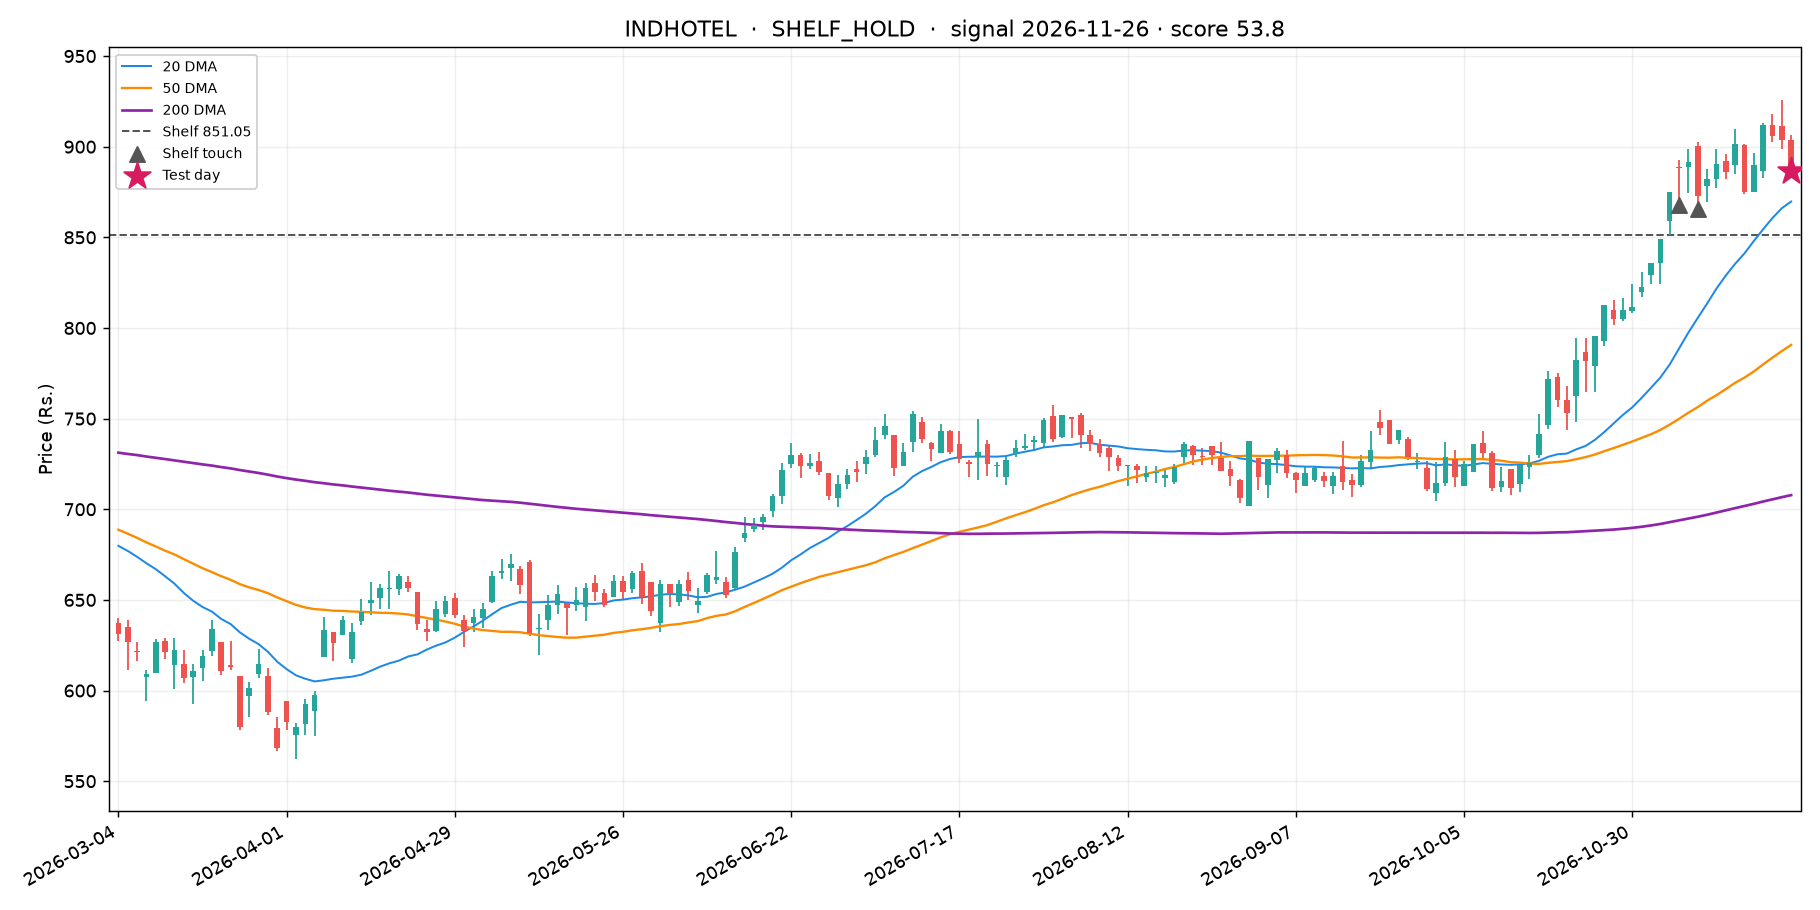 INDHOTEL · SHELF_HOLD · signal 2026-11-26 · score 53.8
20 DMA
50 DMA
200 DMA
Shelf 851.05
Shelf touch
Test day
Price (Rs.)
950
900
850
800
750
700
650
600
550
2026-03-04
2026-04-01
2026-04-29
2026-05-26
2026-06-22
2026-07-17
2026-08-12
2026-09-07
2026-10-05
2026-10-30